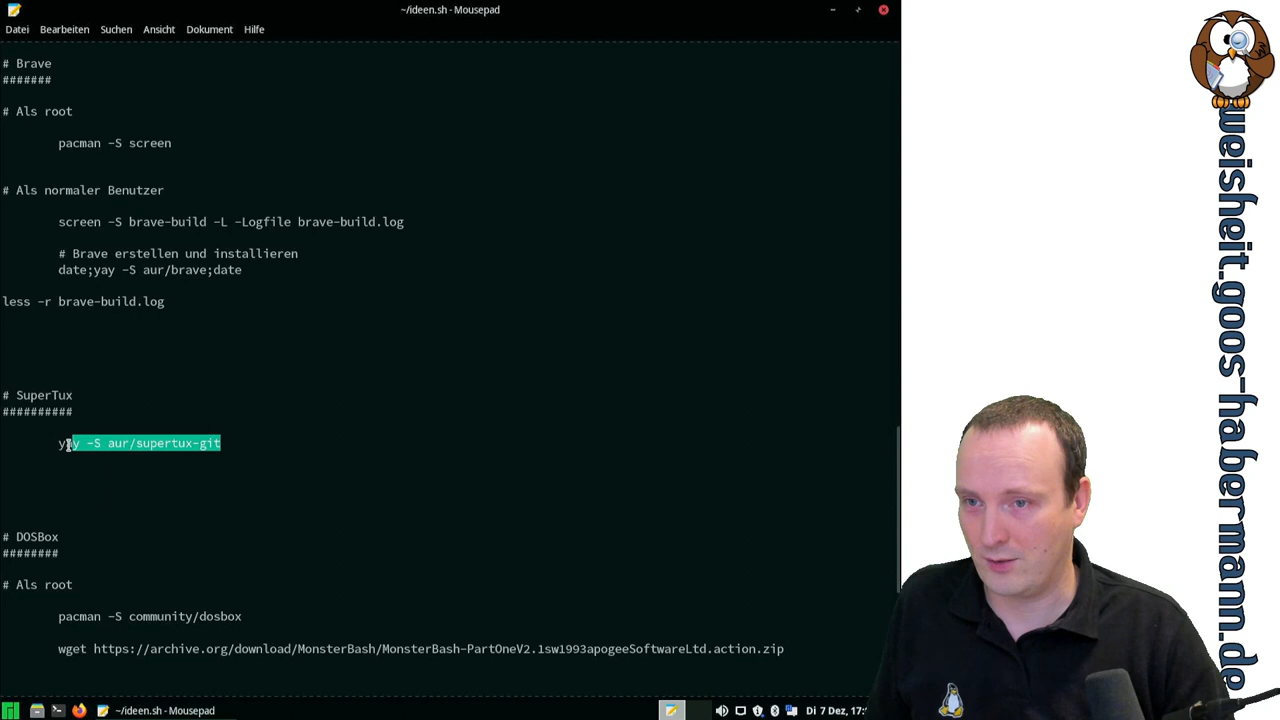 ~/ideen.sh - Mousepad
Datei Bearbeiten Suchen Ansicht Dokument Hilfe
# Brave
#######
# Als root
pacman -S screen
# Als normaler Benutzer
screen -S brave-build -L -Logfile brave-build.log
# Brave erstellen und installieren
date;yay -S aur/brave;date
less -r brave-build.log
# SuperTux
##########
yay -S aur/supertux-git
# DOSBox
########
# Als root
pacman -S community/dosbox
wget https://archive.org/download/MonsterBash/MonsterBash-PartOneV2.1sw1993apogeeSoftwareLtd.action.zip
~/ideen.sh - Mousepad
Di 7 Dez, 17:
weisheit.goos-habermann.de